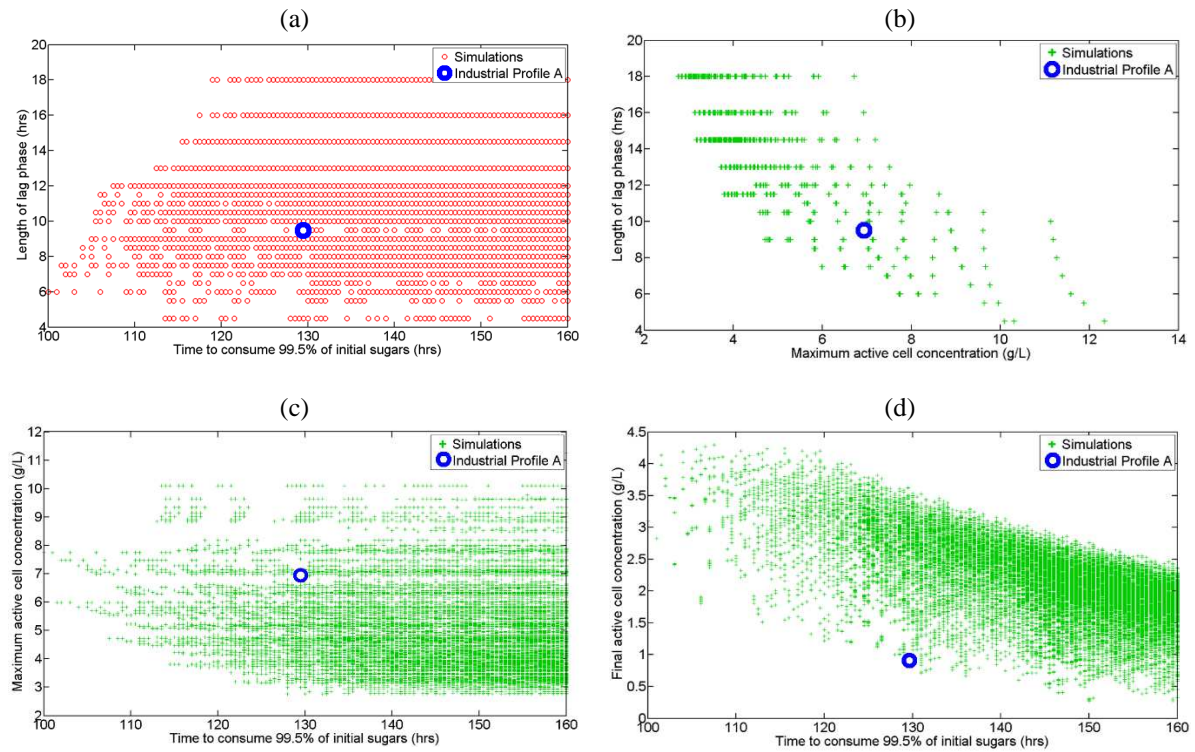 (a)
20
18
16
14
12
10
8
6
4
Length of lag phase (hrs)
Simulations
Industrial Profile A
100 110 120 130 140 150 160
Time to consume 99.5% of initial sugars (hrs)
(b)
20
18
16
14
12
10
8
6
4
Length of lag phase (hrs)
Simulations
Industrial Profile A
2 4 6 8 10 12 14
Maximum active cell concentration (g/L)
(c)
12
11
10
9
8
7
6
5
4
3
2
Maximum active cell concentration (g/L)
Simulations
Industrial Profile A
100 110 120 130 140 150 160
Time to consume 99.5% of initial sugars (hrs)
(d)
4.5
4
3.5
3
2.5
2
1.5
1
0.5
0
Final active cell concentration (g/L)
Simulations
Industrial Profile A
100 110 120 130 140 150 160
Time to consume 99.5% of initial sugars (hrs)